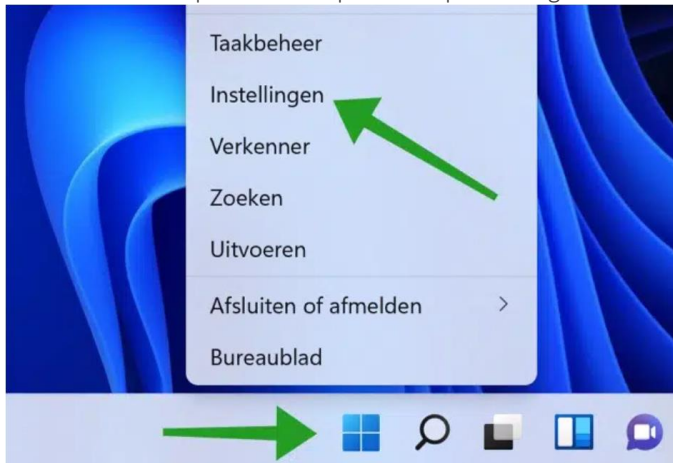 Taakbeheer
Instellingen
Verkenner
Zoeken
Uitvoeren
Afsluiten of afmelden
Bureaublad